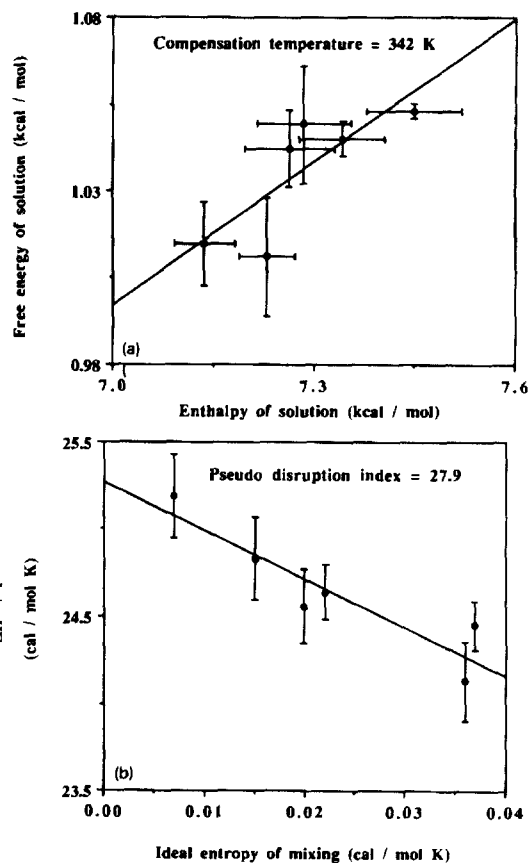 1.08
Compensation temperature = 342 K
Free energy of solution (kcal / mol)
1.03
(a)
0.98
7.0
7.3
7.6
Enthalpy of solution (kcal / mol)
25.5
Pseudo disruption index = 27.9
(cal / mol K)
24.5
(b)
23.5
0.00
0.01
0.02
0.03
0.04
Ideal entropy of mixing (cal / mol K)